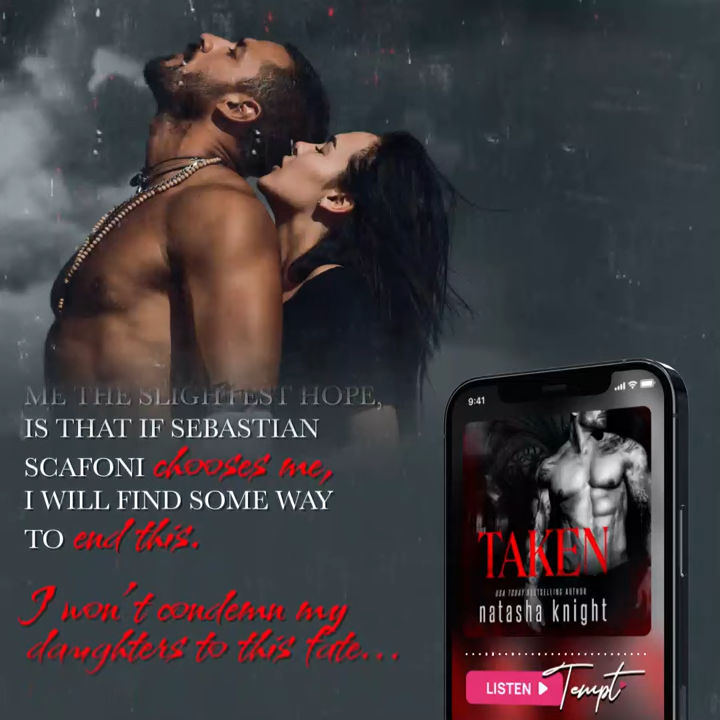 ME THE SLIGHTEST HOPE,
IS THAT IF SEBASTIAN
SCAFONI chooses me,
I WILL FIND SOME WAY
TO end this.
I won't condemn my
daughters to this fate...
9:41
TAKEN
USA TODAY BESTSELLING AUTHOR
natasha knight
LISTEN
Tempt